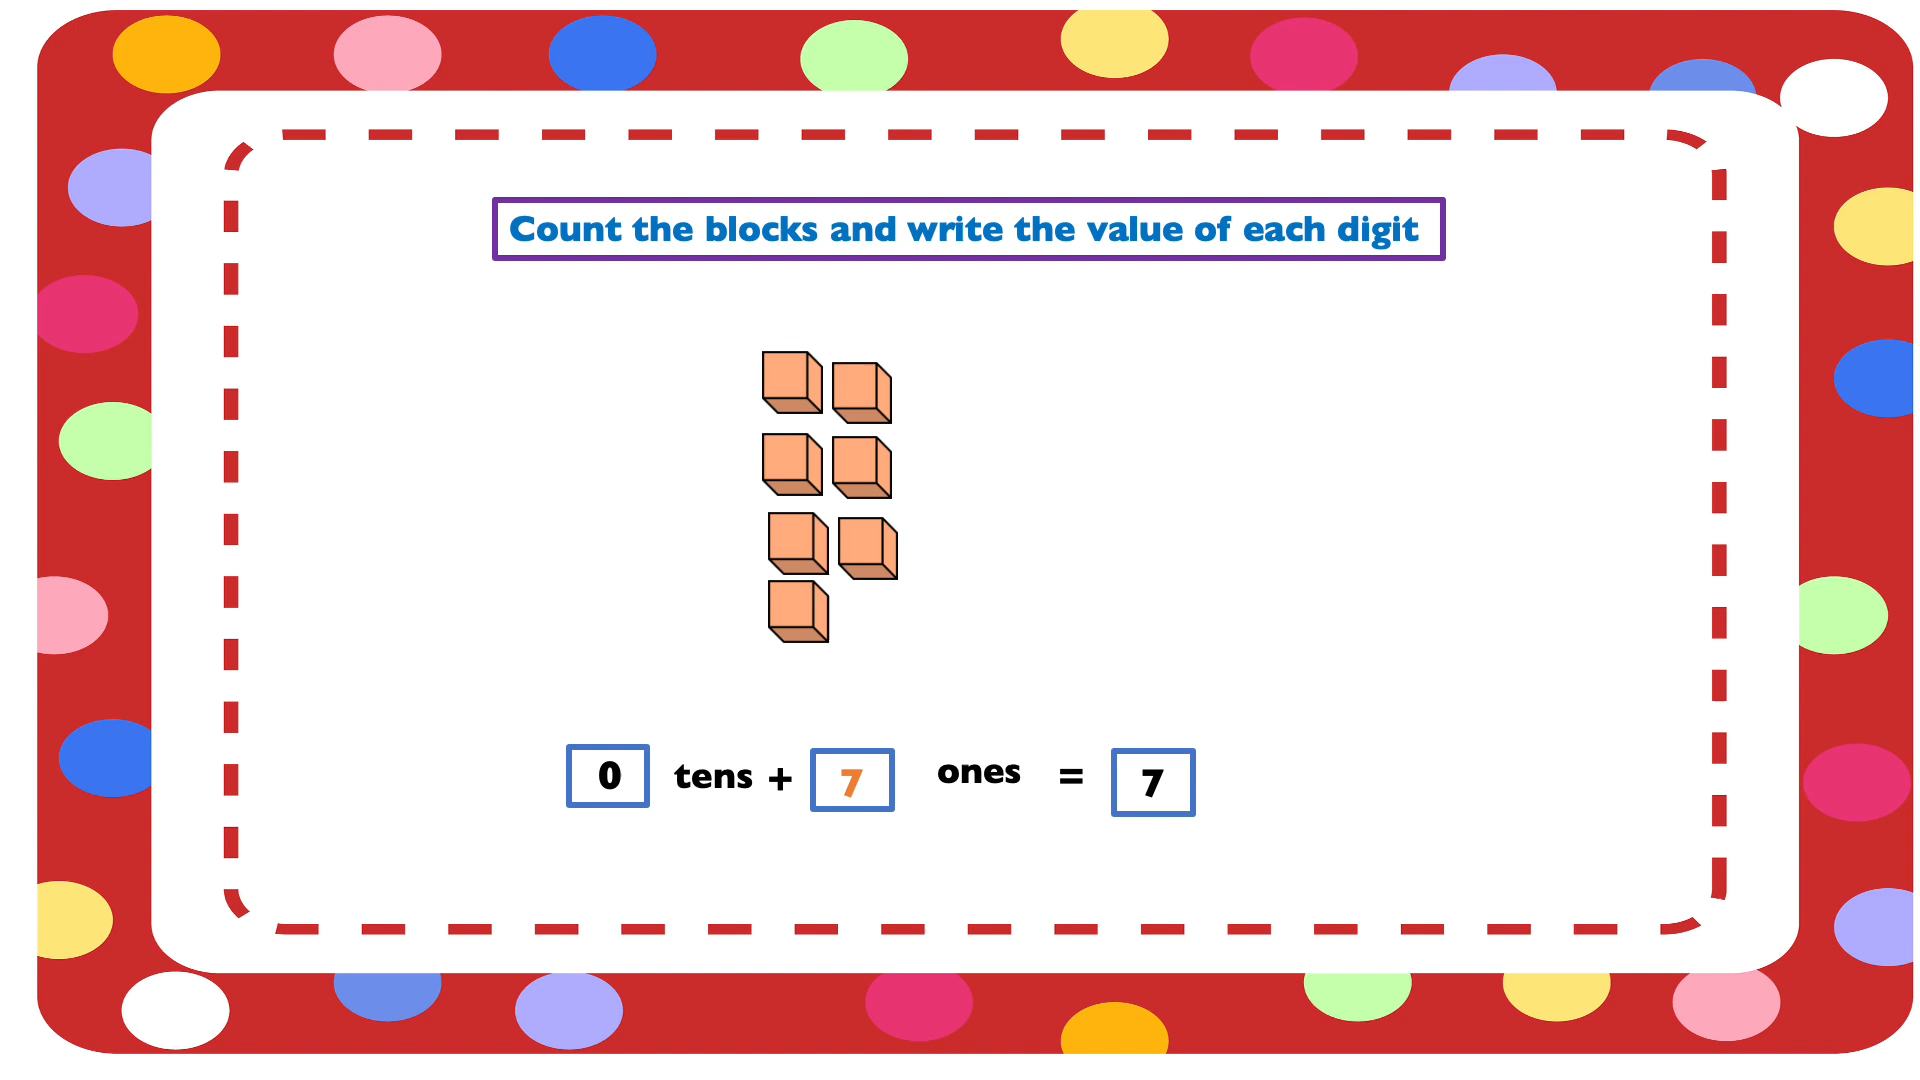 Count the blocks and write the value of each digit
0 tens + 7 ones = 7